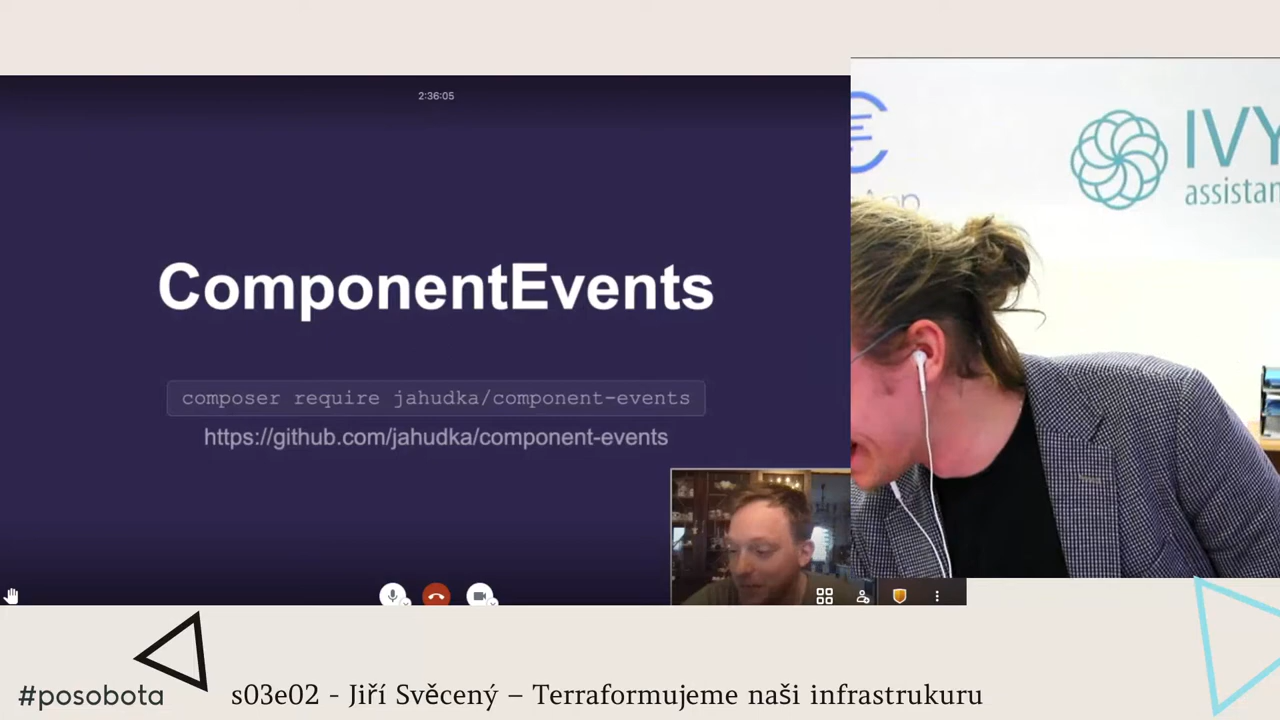 2:36:05
ComponentEvents
composer require jahudka/component-events
https://github.com/jahudka/component-events
IVY
assistan
#posobota
s03e02 - Jiří Svěcený – Terraformujeme naši infrastrukuru